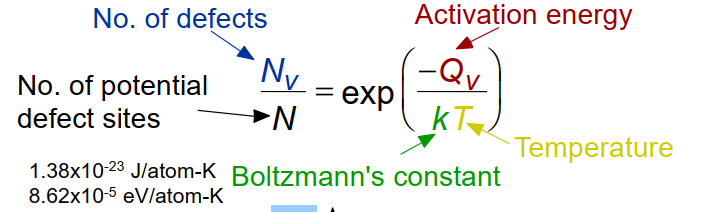 No. of defects
Activation energy
No. of potential
defect sites
Nᵥ/N = exp(−Qᵥ/kT)
Temperature
Boltzmann's constant
1.38x10⁻²³ J/atom-K
8.62x10⁻⁵ eV/atom-K